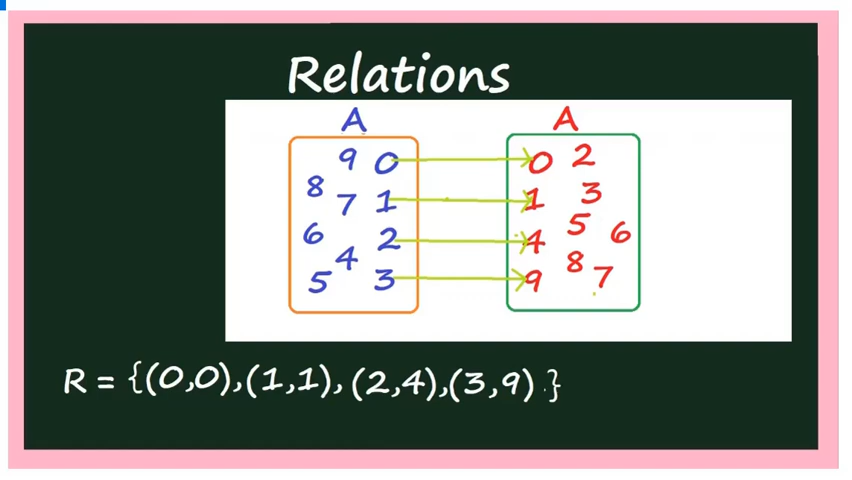 Relations
A A
9 0 0 2
8 7 1 1 3
6 2 4 5 6
4 8
5 3 9 7
R = {(0,0),(1,1),(2,4),(3,9) .}